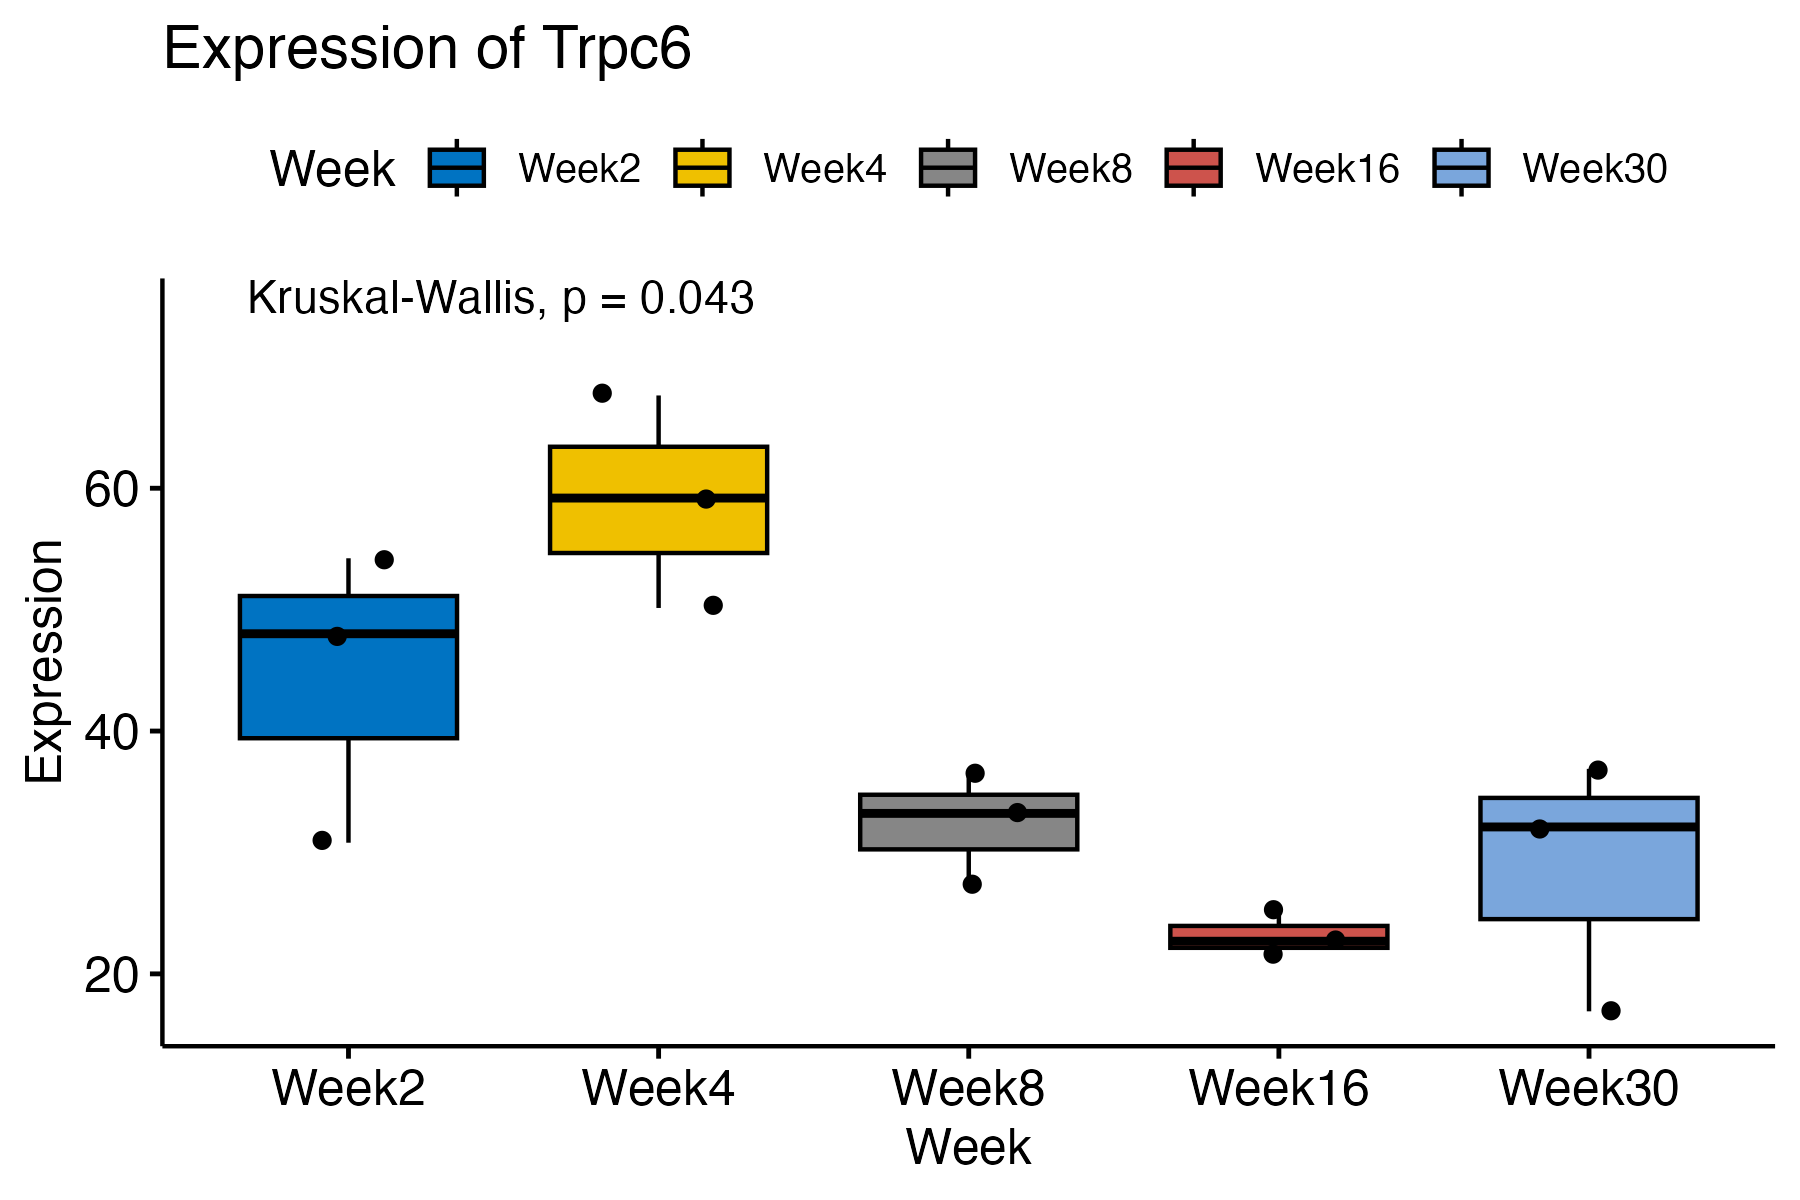 Expression of Trpc6
Week Week2 Week4 Week8 Week16 Week30
Kruskal-Wallis, p = 0.043
Expression
60
40
20
Week2 Week4 Week8 Week16 Week30
Week